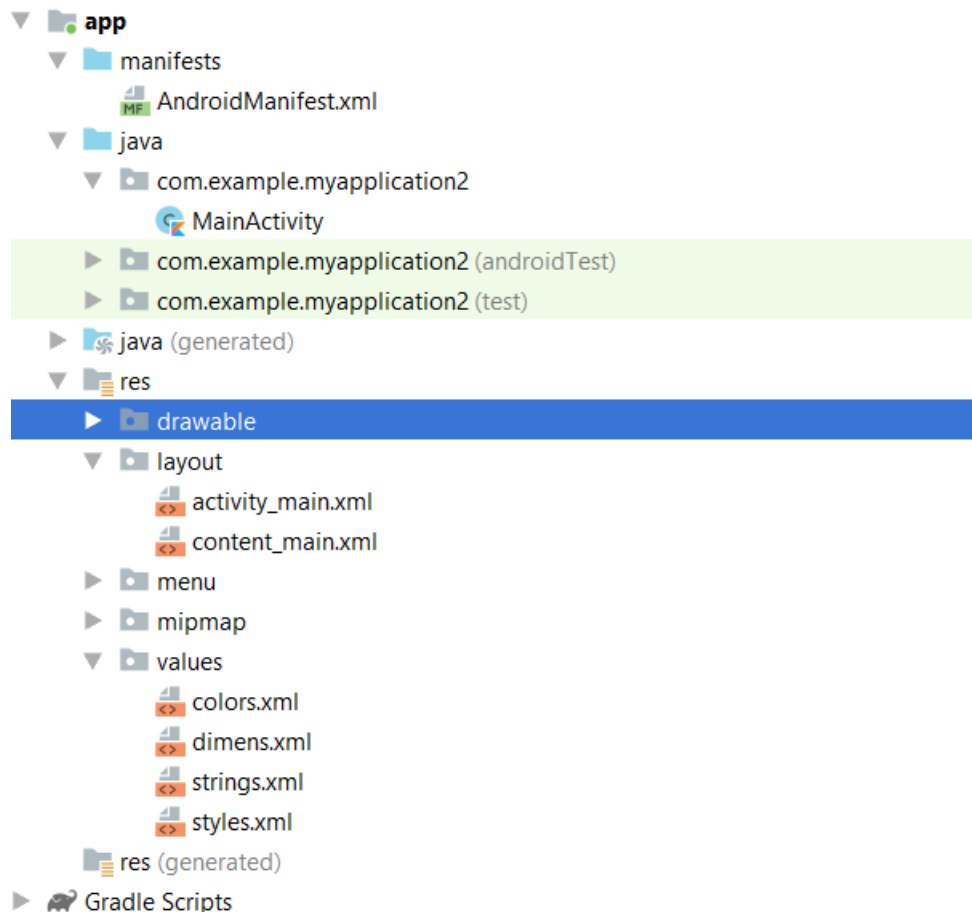 app
manifests
MF AndroidManifest.xml
java
com.example.myapplication2
C MainActivity
com.example.myapplication2 (androidTest)
com.example.myapplication2 (test)
java (generated)
res
drawable
layout
<> activity_main.xml
<> content_main.xml
menu
mipmap
values
<> colors.xml
<> dimens.xml
<> strings.xml
<> styles.xml
res (generated)
Gradle Scripts